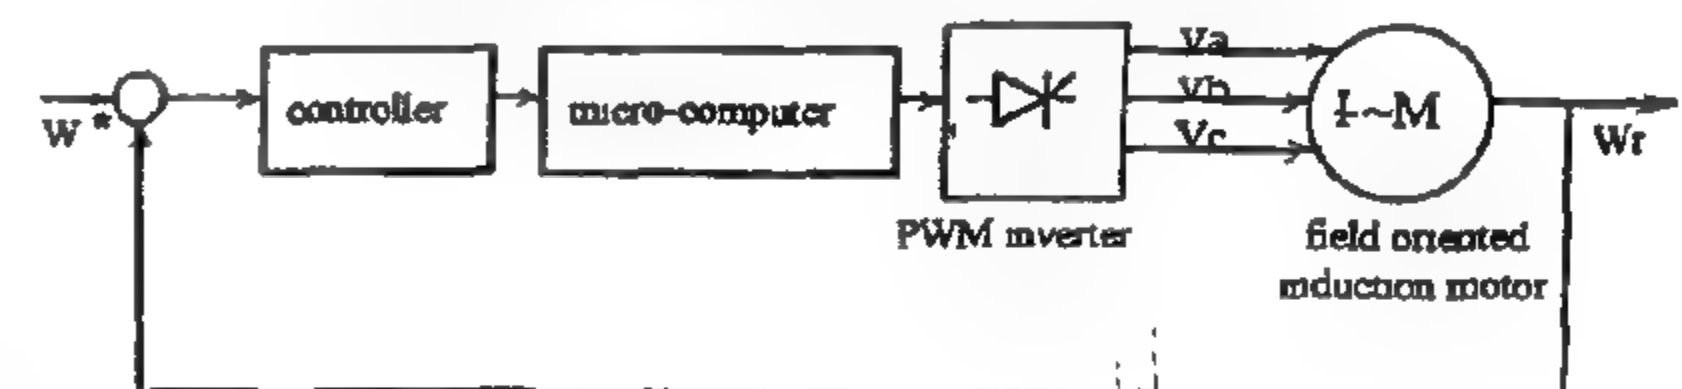 W *
controller
micro-computer
Va
Vb
Vc
~M
Wr
PWM inverter
field oriented
induction motor